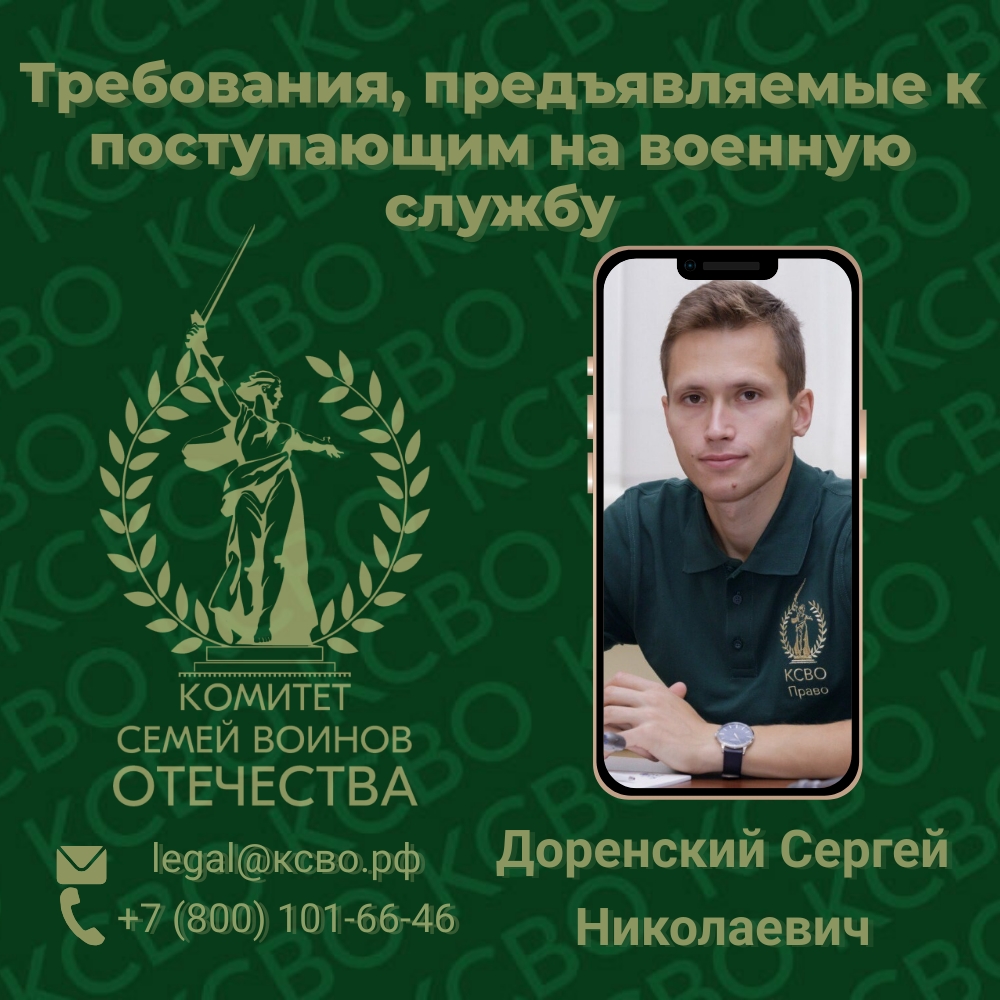 Требования, предъявляемые к
поступающим на военную
службу
КСВО
Право
КОМИТЕТ
СЕМЕЙ ВОИНОВ
ОТЕЧЕСТВА
legal@ксво.рф
+7 (800) 101-66-46
Доренский Сергей
Николаевич